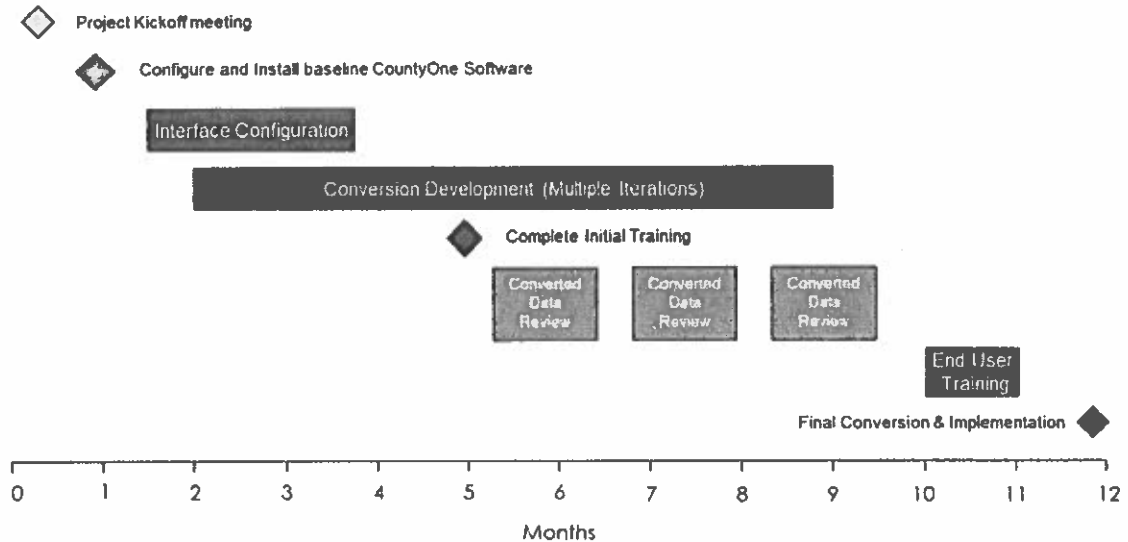 Project Kickoff meeting
Configure and Install baseline CountyOne Software
Interface Configuration
Conversion Development (Multiple Iterations)
Complete Initial Training
Converted
Data
Review
Converted
Data
Review
Converted
Data
Review
End User
Training
Final Conversion & Implementation
0 1 2 3 4 5 6 7 8 9 10 11 12
Months